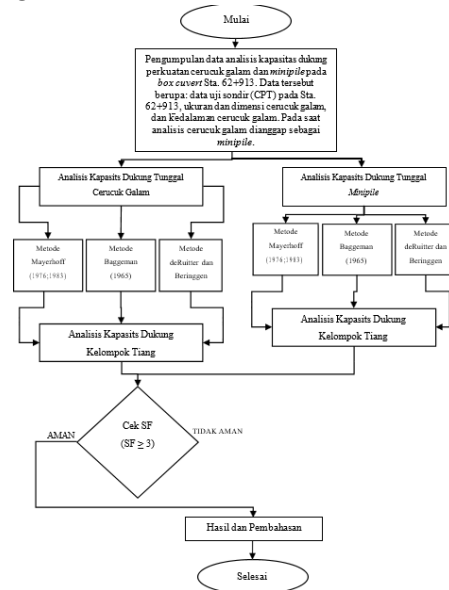 Mulai
Pengumpulan data analisis kapasitas dukung
perkuatan cerucuk galam dan minipile pada
box cuvert Sta. 62+913. Data tersebut
berupa: data uji sondir (CPT) pada Sta.
62+913, ukuran dan dimensi cerucuk galam,
dan kedalaman cerucuk galam. Pada saat
analisis cerucuk galam dianggap sebagai
minipile.
Analisis Kapasits Dukung Tunggal
Cerucuk Galam
Analisis Kapasits Dukung Tunggal
Minipile
Metode
Mayerhoff
(1976;1983)
Metode
Baggeman
(1965)
Metode
deRuitter dan
Beringgen
Metode
Mayerhoff
(1976;1983)
Metode
Baggeman
(1965)
Metode
deRuitter dan
Beringgen
Analisis Kapasits Dukung
Kelompok Tiang
Analisis Kapasits Dukung
Kelompok Tiang
Cek SF
(SF ≥ 3)
AMAN
TIDAK AMAN
Hasil dan Pembahasan
Selesai